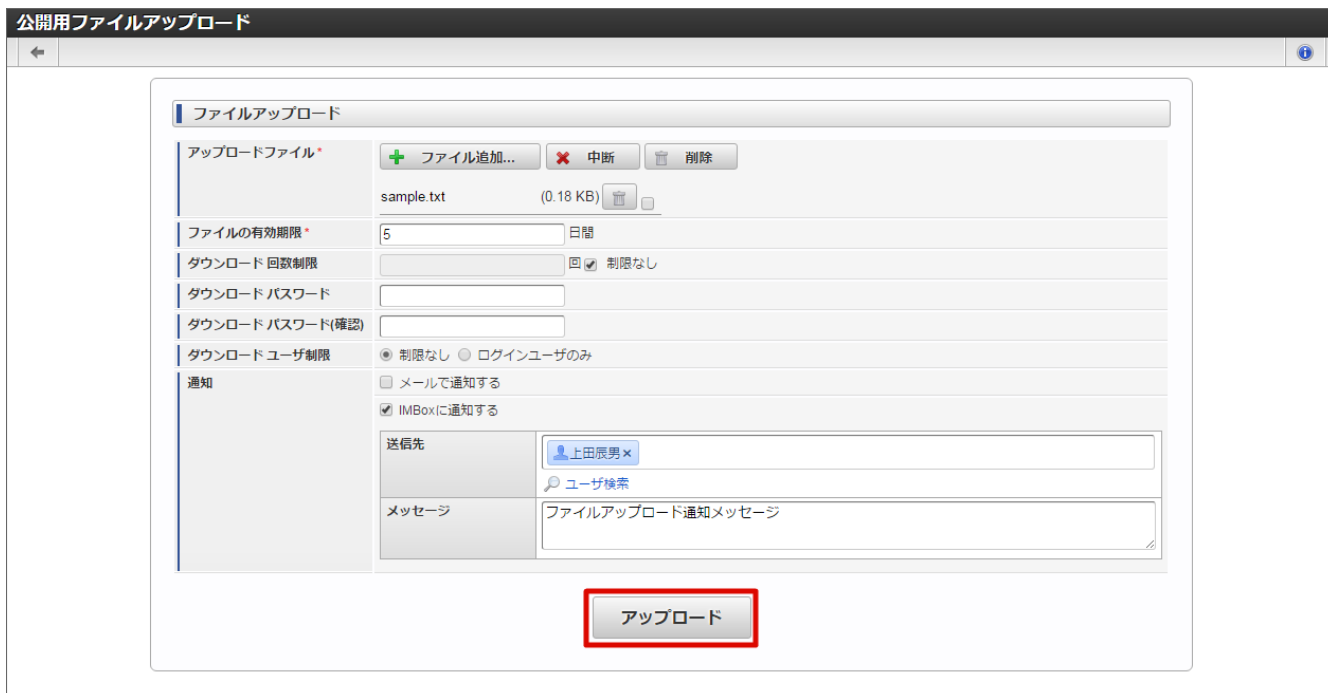 公開用ファイルアップロード
ファイルアップロード
アップロードファイル*
ファイル追加... 中断 削除
sample.txt (0.18 KB)
ファイルの有効期限* 5 日間
ダウンロード 回数制限 回 制限なし
ダウンロード パスワード
ダウンロード パスワード(確認)
ダウンロード ユーザ制限 制限なし ログインユーザのみ
通知 メールで通知する
IMBoxに通知する
送信先 上田辰男×
ユーザ検索
メッセージ ファイルアップロード通知メッセージ
アップロード